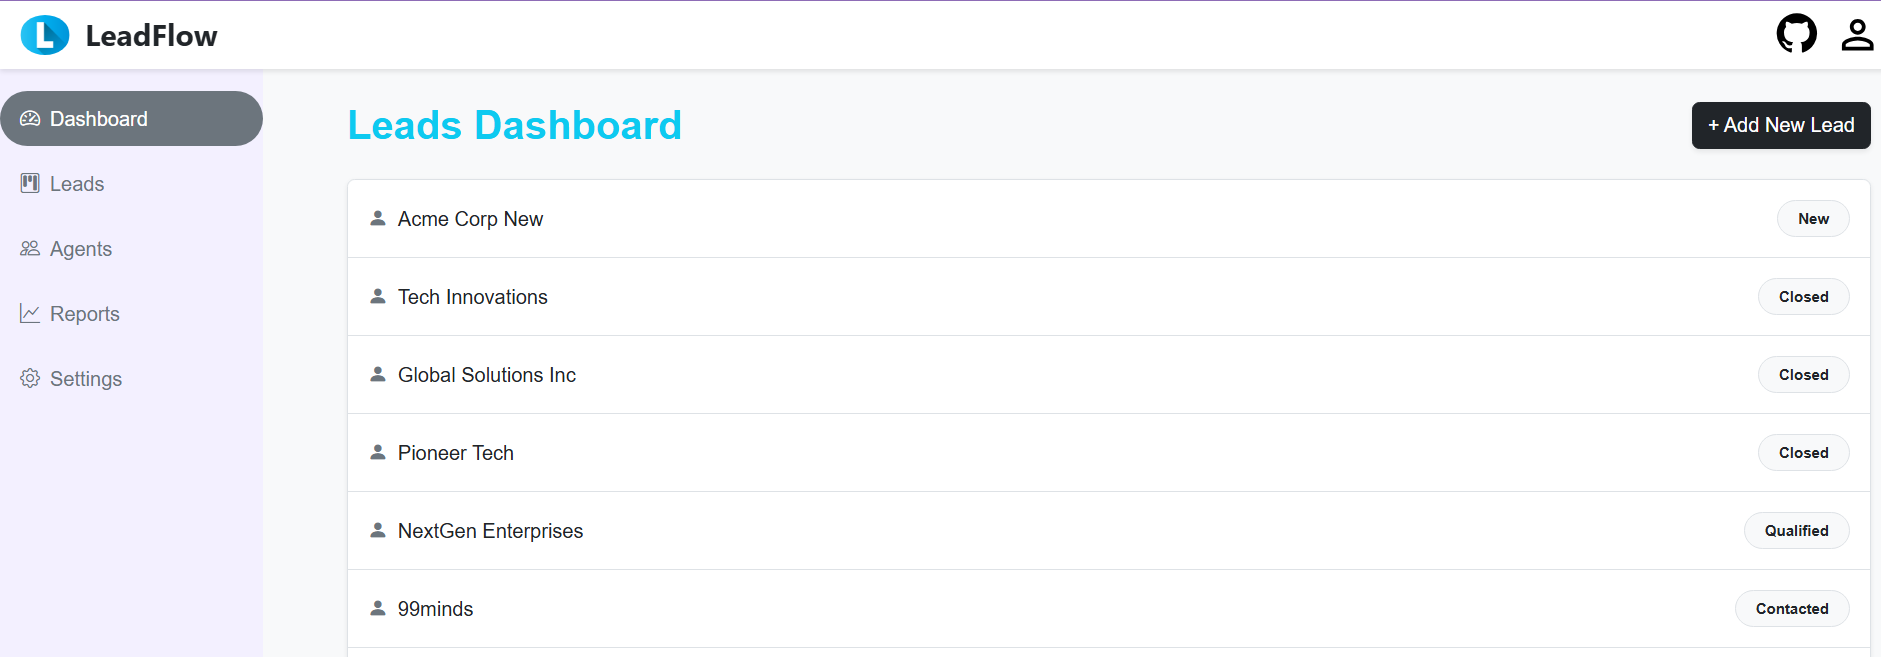 LeadFlow
Dashboard
Leads
Agents
Reports
Settings
Leads Dashboard
+ Add New Lead
Acme Corp New
New
Tech Innovations
Closed
Global Solutions Inc
Closed
Pioneer Tech
Closed
NextGen Enterprises
Qualified
99minds
Contacted